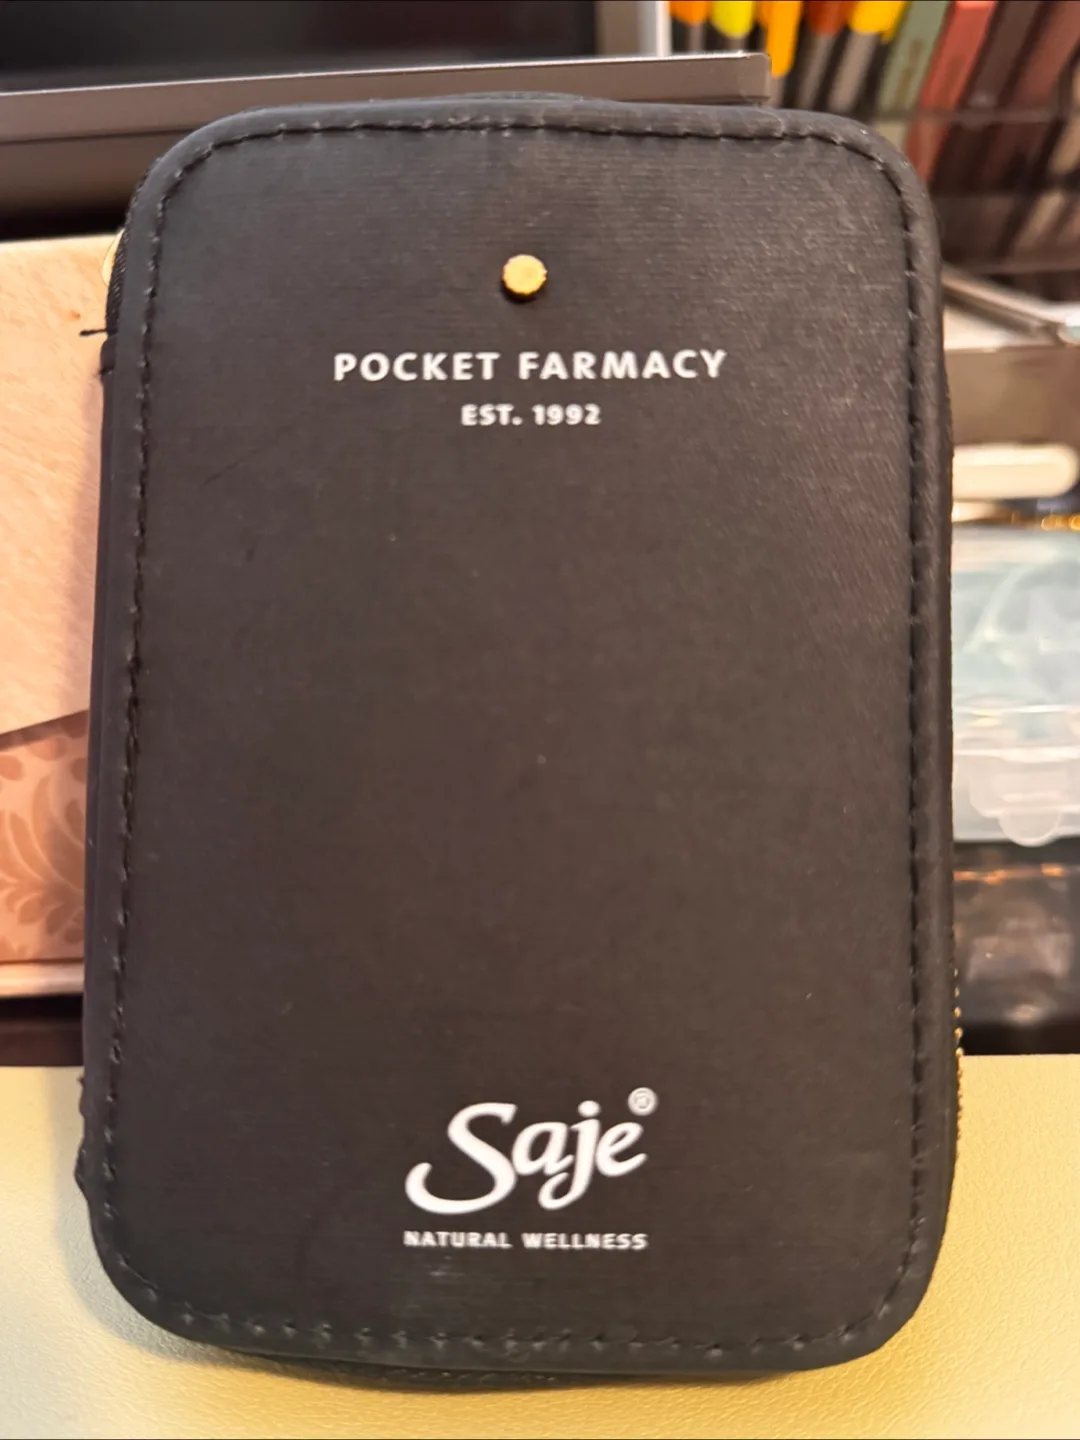 POCKET FARMACY
EST. 1992
Saje®
NATURAL WELLNESS